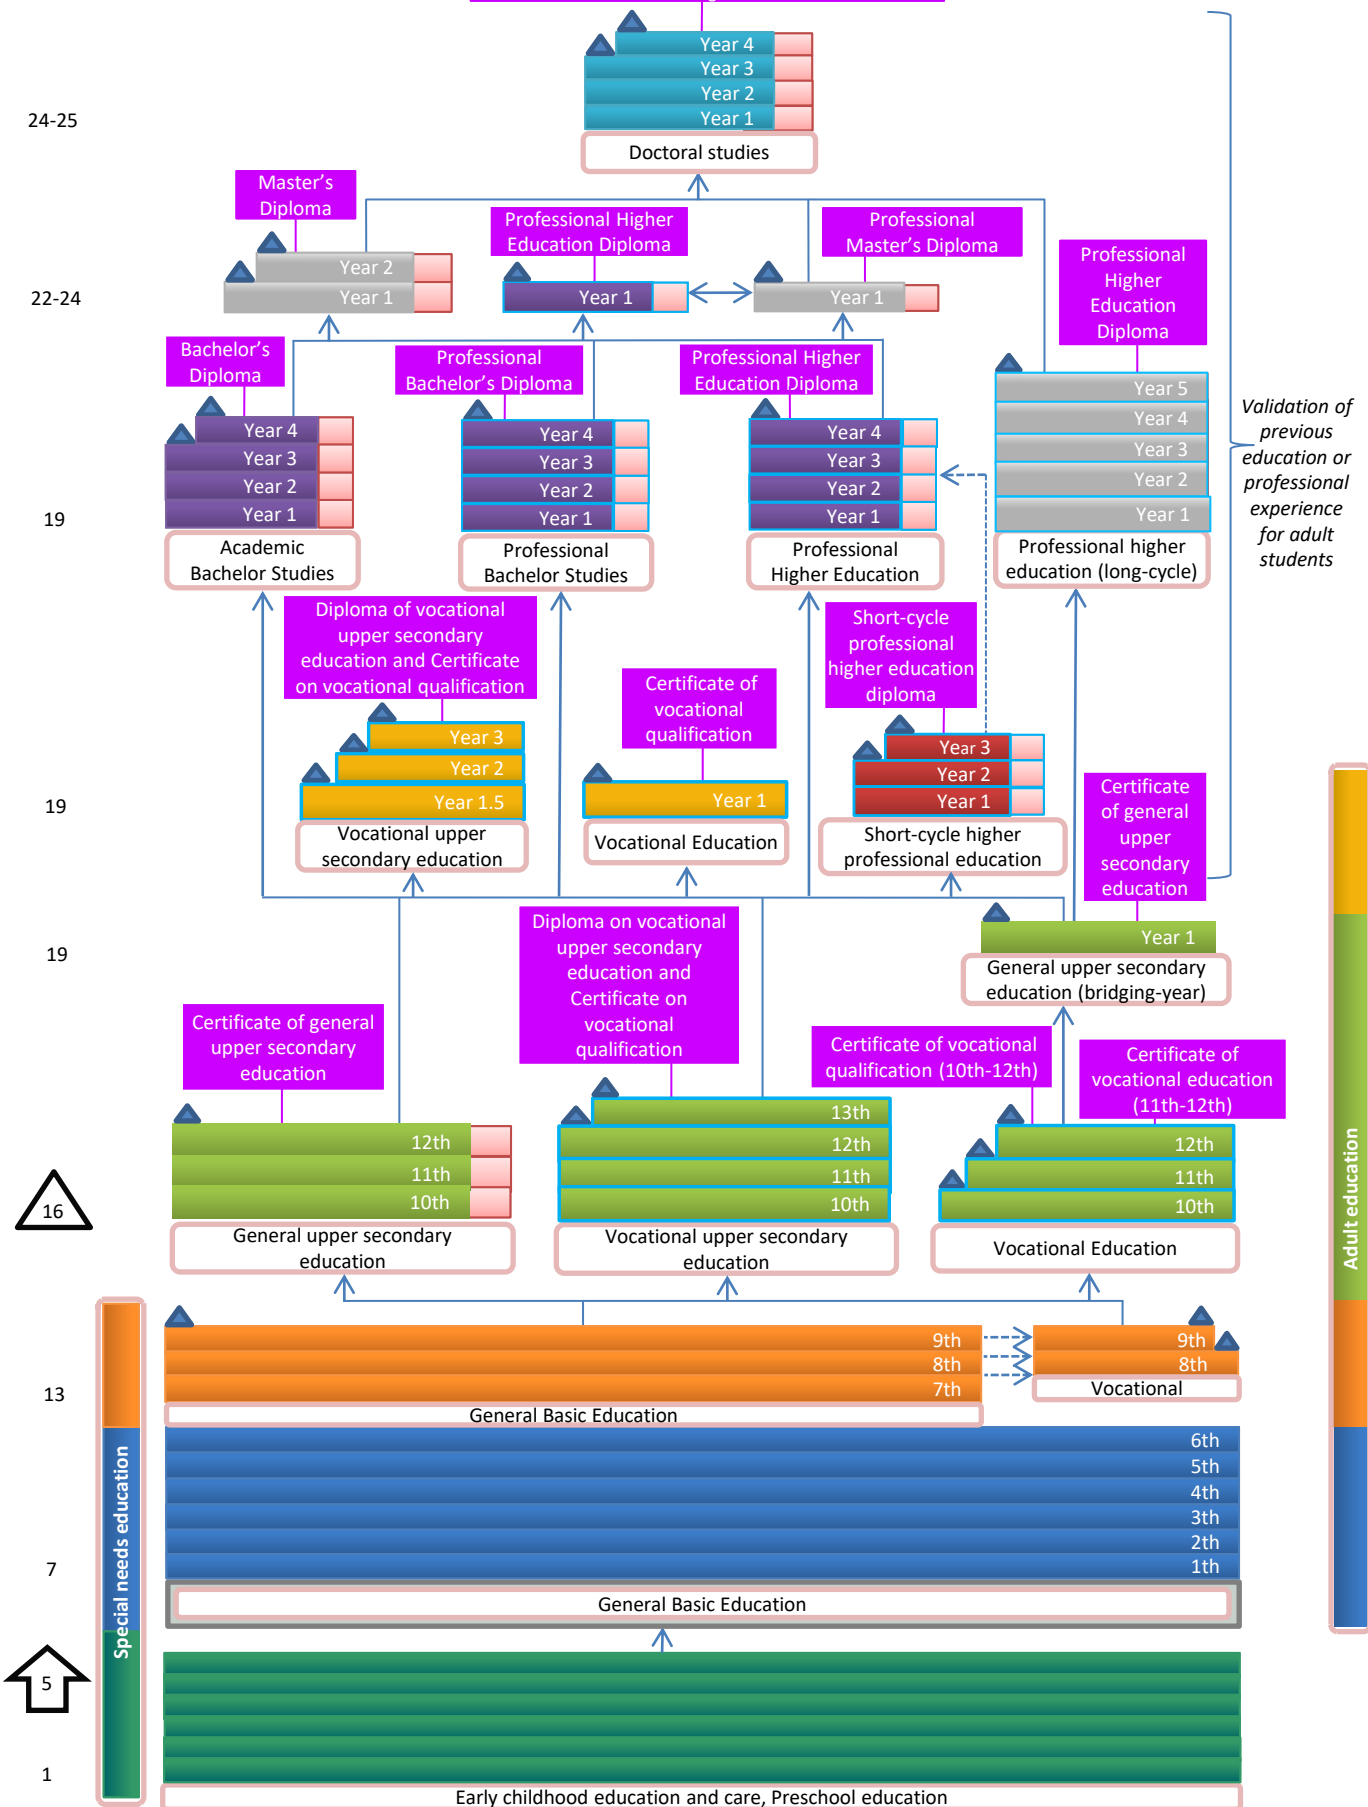 Year 4
Year 3
Year 2
Year 1
24-25
Doctoral studies
Master's
Diploma
Professional Higher
Education Diploma
Professional
Master's Diploma
Professional
Higher
Education
Diploma
Year 2
Year 1
Year 1
Year 1
22-24
Bachelor's
Diploma
Professional
Bachelor's Diploma
Professional Higher
Education Diploma
Year 4
Year 3
Year 2
Year 1
Year 4
Year 3
Year 2
Year 1
Year 4
Year 3
Year 2
Year 1
Year 5
Year 4
Year 3
Year 2
Year 1
Validation of
previous
education or
professional
experience
for adult
students
19
Academic
Bachelor Studies
Professional
Bachelor Studies
Professional
Higher Education
Professional higher
education (long-cycle)
Diploma of vocational
upper secondary
education and Certificate
on vocational qualification
Certificate of
vocational
qualification
Short-cycle
professional
higher education
diploma
Year 3
Year 2
Year 1.5
Year 1
Year 3
Year 2
Year 1
Certificate
of general
upper
secondary
education
19
Vocational upper
secondary education
Vocational Education
Short-cycle higher
professional education
19
Diploma on vocational
upper secondary
education and
Certificate on
vocational
qualification
Year 1
General upper secondary
education (bridging-year)
Certificate of general
upper secondary
education
Certificate of vocational
qualification (10th-12th)
Certificate of
vocational education
(11th-12th)
12th
11th
10th
13th
12th
11th
10th
12th
11th
10th
16
General upper secondary
education
Vocational upper secondary
education
Vocational Education
Adult education
9th
8th
7th
9th
8th
Vocational
13
General Basic Education
6th
5th
4th
3th
2th
1th
7
General Basic Education
Special needs education
5
1
Early childhood education and care, Preschool education